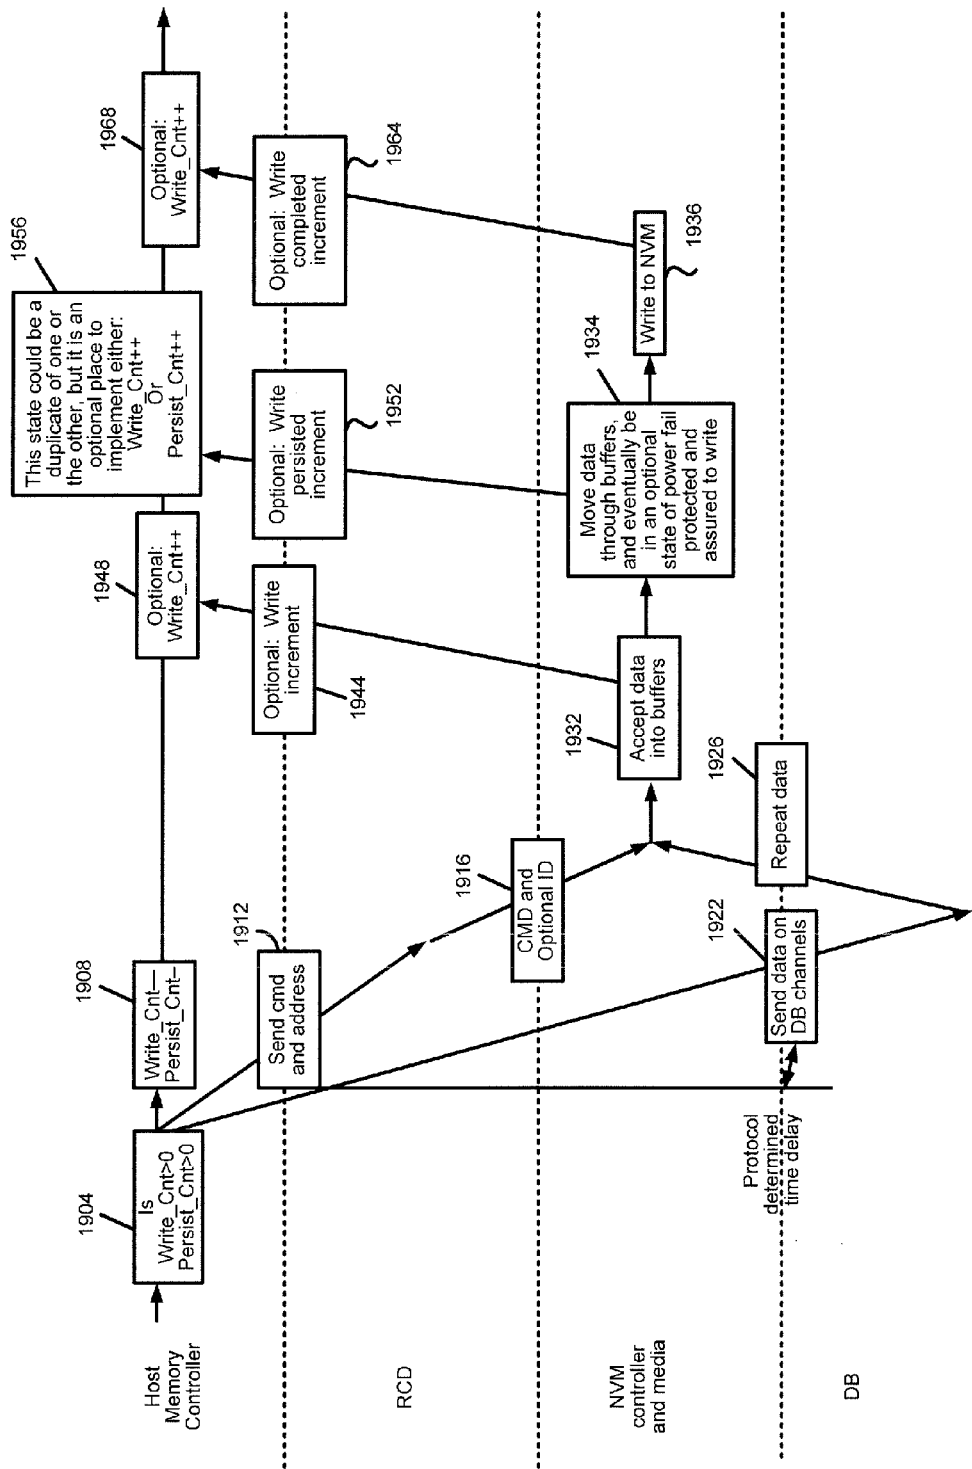 Host
Memory
Controller
1904
Is
Write_Cnt>0
Persist_Cnt>0
1908
Write_Cnt—
Persist_Cnt–
1948
Optional:
Write_Cnt++
1956
This state could be a
duplicate of one or
the other, but it is an
optional place to
implement either:
Write_Cnt++
Or
Persist_Cnt++
1968
Optional:
Write_Cnt++
RCD
1912
Send cmd
and address
1944
Optional: Write
increment
1952
Optional: Write
persisted
increment
1964
Optional: Write
completed
increment
NVM
controller
and media
1916
CMD and
Optional ID
1932
Accept data
into buffers
1934
Move data
through buffers,
and eventually be
in an optional
state of power fail
protected and
assured to write
1936
Write to NVM
DB
Protocol
determined
time delay
1922
Send data on
DB channels
1926
Repeat data